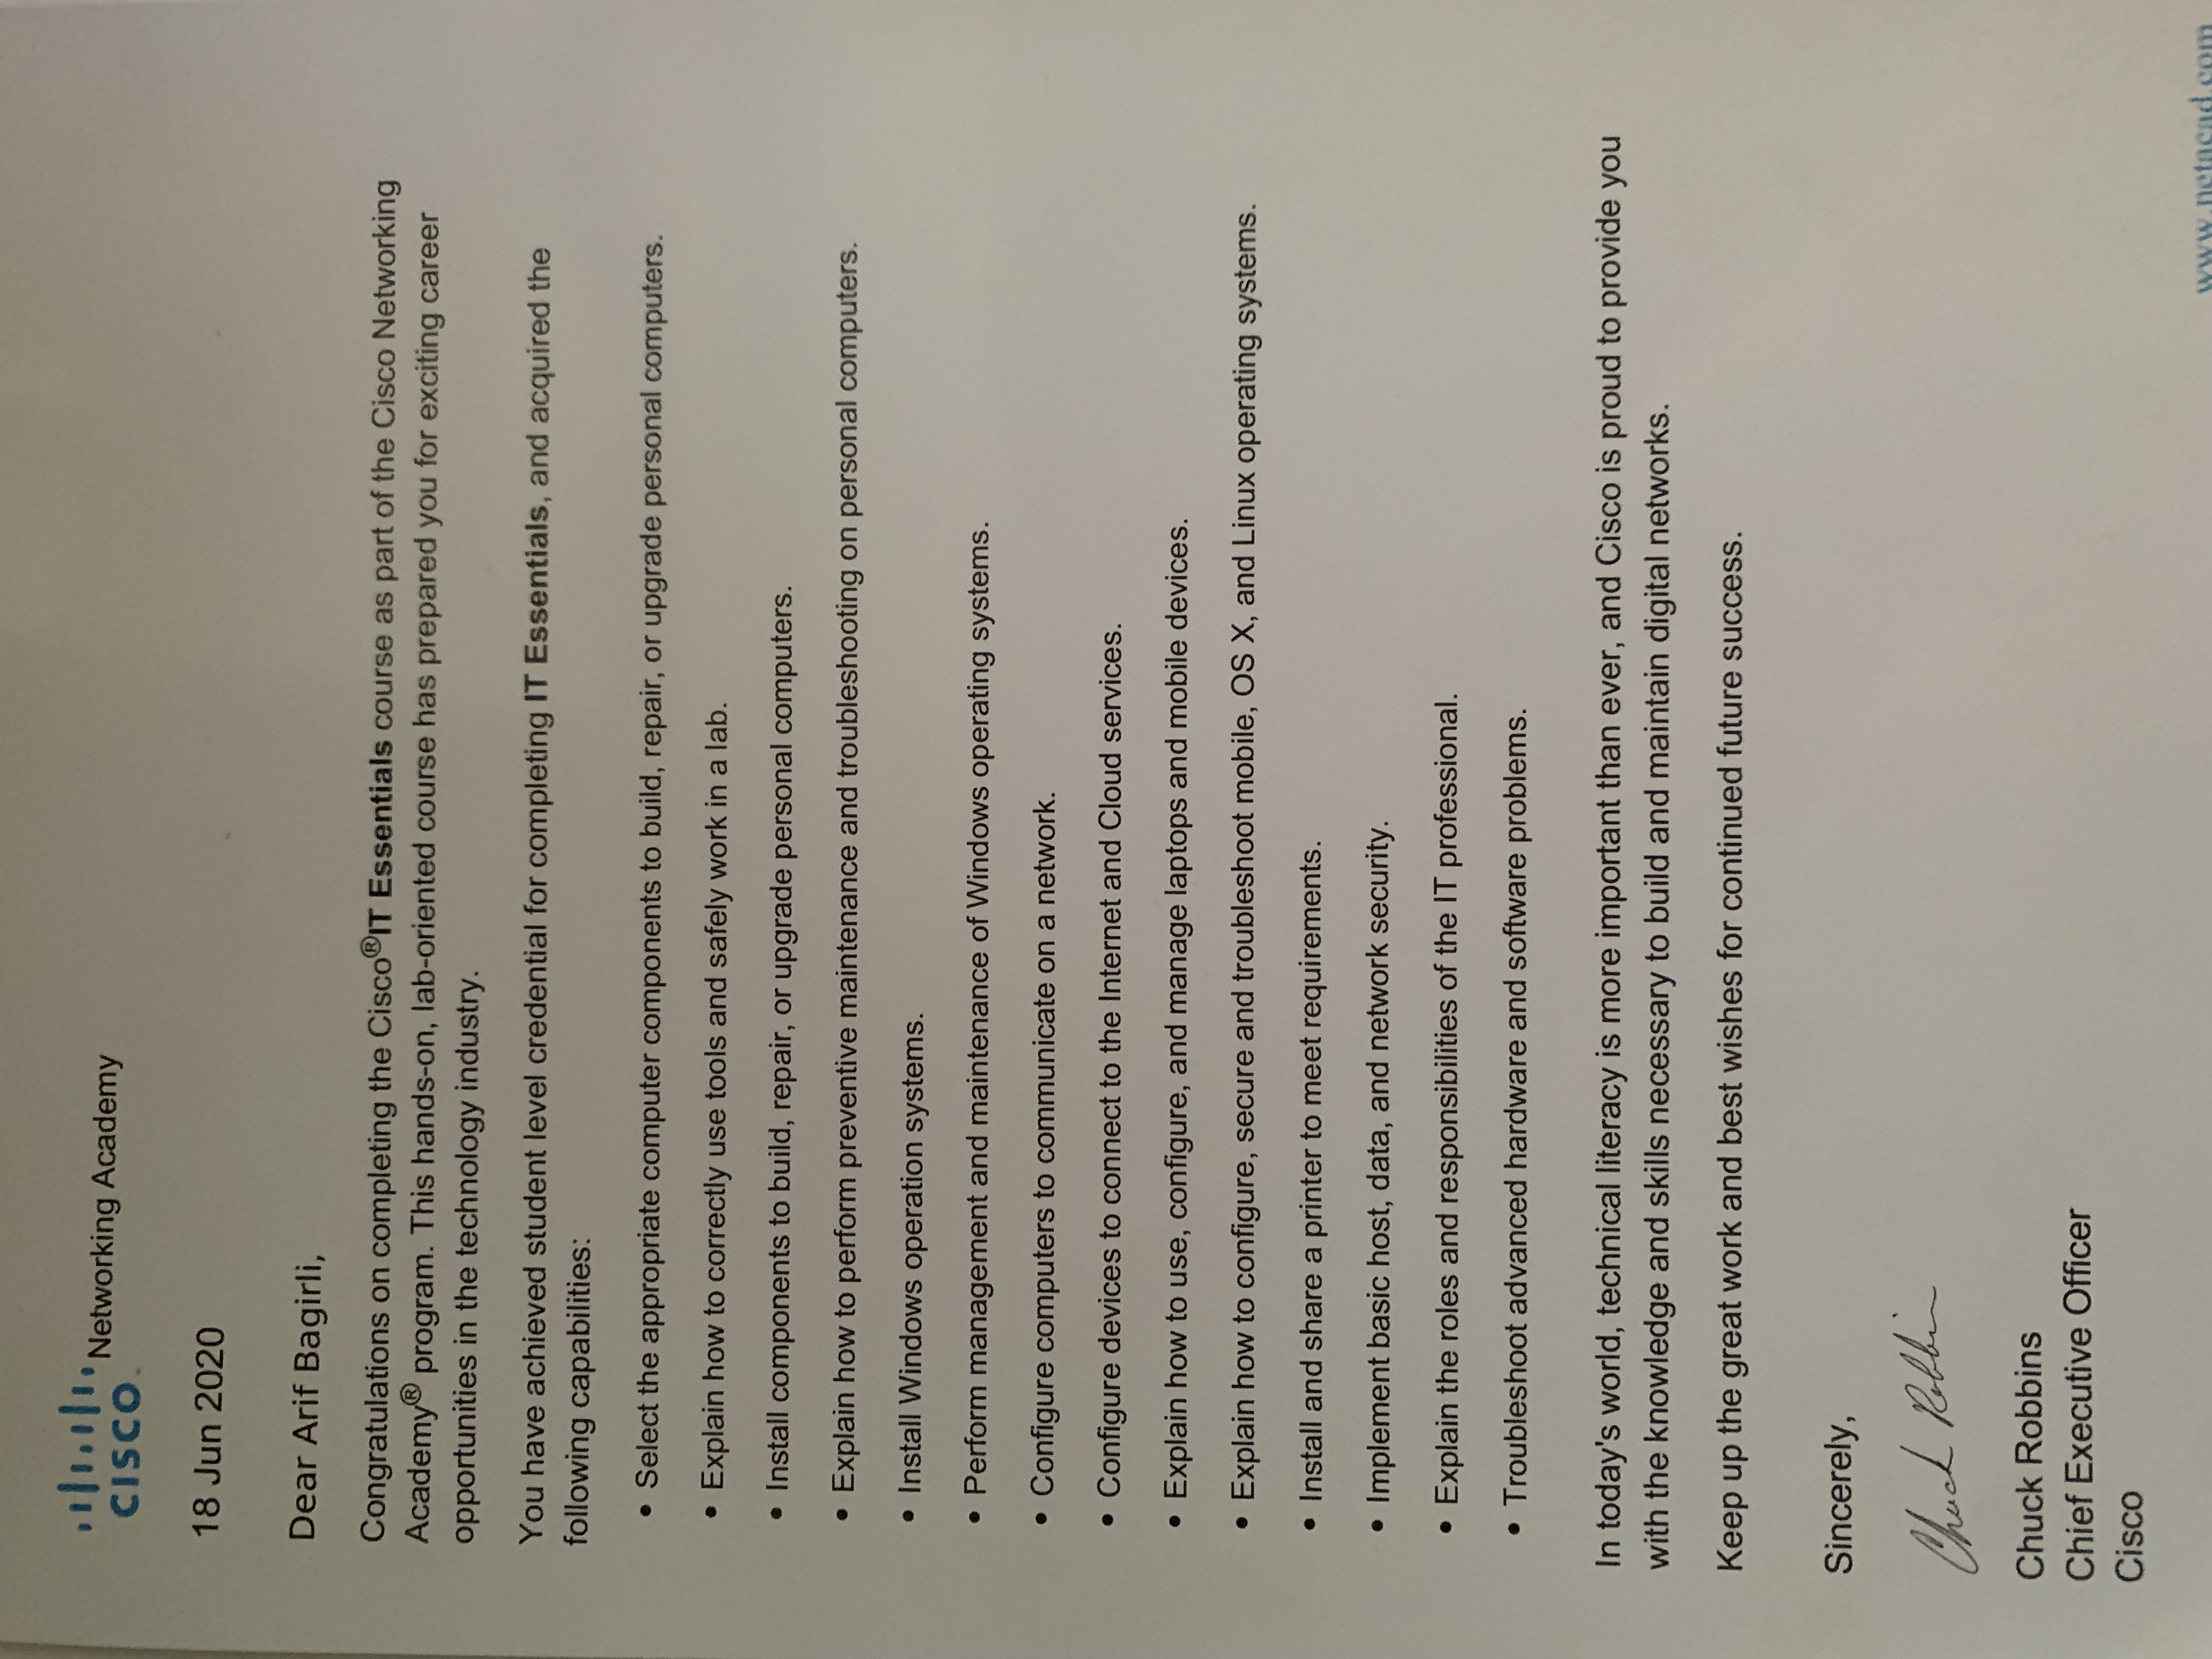 CISCO Networking Academy
18 Jun 2020
Dear Arif Bagirli,
Congratulations on completing the Cisco®IT Essentials course as part of the Cisco Networking
Academy® program. This hands-on, lab-oriented course has prepared you for exciting career
opportunities in the technology industry.
You have achieved student level credential for completing IT Essentials, and acquired the
following capabilities:
• Select the appropriate computer components to build, repair, or upgrade personal computers.
• Explain how to correctly use tools and safely work in a lab.
• Install components to build, repair, or upgrade personal computers.
• Explain how to perform preventive maintenance and troubleshooting on personal computers.
• Install Windows operation systems.
• Perform management and maintenance of Windows operating systems.
• Configure computers to communicate on a network.
• Configure devices to connect to the Internet and Cloud services.
• Explain how to use, configure, and manage laptops and mobile devices.
• Explain how to configure, secure and troubleshoot mobile, OS X, and Linux operating systems.
• Install and share a printer to meet requirements.
• Implement basic host, data, and network security.
• Explain the roles and responsibilities of the IT professional.
• Troubleshoot advanced hardware and software problems.
In today's world, technical literacy is more important than ever, and Cisco is proud to provide you
with the knowledge and skills necessary to build and maintain digital networks.
Keep up the great work and best wishes for continued future success.
Sincerely,
Chuck Robbins
Chuck Robbins
Chief Executive Officer
Cisco
www.netacad.com